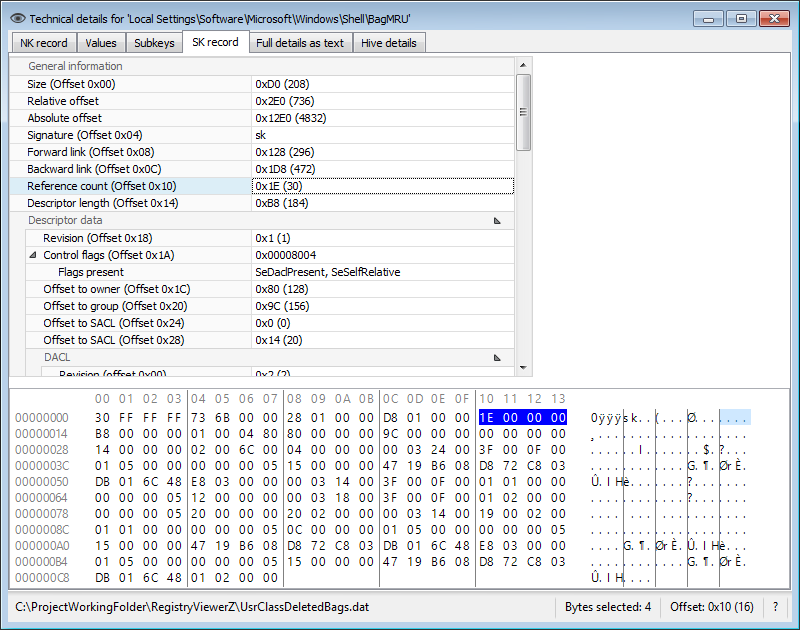 Technical details for 'Local Settings\Software\Microsoft\Windows\Shell\BagMRU'
NK record Values Subkeys SK record Full details as text Hive details
General information
Size (Offset 0x00) 0xD0 (208)
Relative offset 0x2E0 (736)
Absolute offset 0x12E0 (4832)
Signature (Offset 0x04) sk
Forward link (Offset 0x08) 0x128 (296)
Backward link (Offset 0x0C) 0x1D8 (472)
Reference count (Offset 0x10) 0x1E (30)
Descriptor length (Offset 0x14) 0xB8 (184)
Descriptor data
Revision (Offset 0x18) 0x1 (1)
Control flags (Offset 0x1A) 0x00008004
Flags present SeDaclPresent, SeSelfRelative
Offset to owner (Offset 0x1C) 0x80 (128)
Offset to group (Offset 0x20) 0x9C (156)
Offset to SACL (Offset 0x24) 0x0 (0)
Offset to SACL (Offset 0x28) 0x14 (20)
DACL
Revision (offset 0x00) 0x2 (2)
00 01 02 03 04 05 06 07 08 09 0A 0B 0C 0D 0E 0F 10 11 12 13
00000000 30 FF FF FF 73 6B 00 00 28 01 00 00 D8 01 00 00 1E 00 00 00 0ÿÿÿsk..(...Ø.......
00000014 B8 00 00 00 01 00 04 80 80 00 00 00 9C 00 00 00 00 00 00 00 ¸...................
00000028 14 00 00 00 02 00 6C 00 04 00 00 00 00 03 24 00 3F 00 0F 00 ......l.......$.?...
0000003C 01 05 00 00 00 00 00 05 15 00 00 00 47 19 B6 08 D8 72 C8 03 ............G.¶.ØrÈ.
00000050 DB 01 6C 48 E8 03 00 00 00 03 14 00 3F 00 0F 00 01 01 00 00 Û.lHè.......?.......
00000064 00 00 00 05 12 00 00 00 00 03 18 00 3F 00 0F 00 01 02 00 00 ............?.......
00000078 00 00 00 05 20 00 00 00 20 02 00 00 00 03 14 00 19 00 02 00 .... ... ...........
0000008C 01 01 00 00 00 00 00 05 0C 00 00 00 01 05 00 00 00 00 00 05 ....................
000000A0 15 00 00 00 47 19 B6 08 D8 72 C8 03 DB 01 6C 48 E8 03 00 00 ....G.¶.ØrÈ.Û.lHè...
000000B4 01 05 00 00 00 00 00 05 15 00 00 00 47 19 B6 08 D8 72 C8 03 ............G.¶.ØrÈ.
000000C8 DB 01 6C 48 01 02 00 00 Û.lH....
C:\ProjectWorkingFolder\RegistryViewerZ\UsrClassDeletedBags.dat Bytes selected: 4 Offset: 0x10 (16) ?